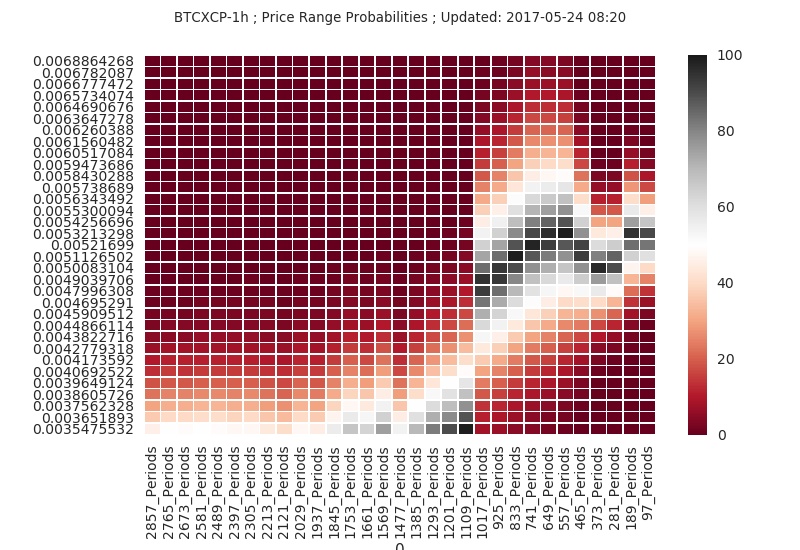 BTCXCP-1h ; Price Range Probabilities ; Updated: 2017-05-24 08:20
0.0068864268
0.006782087
0.0066777472
0.0065734074
0.0064690676
0.0063647278
0.006260388
0.0061560482
0.0060517084
0.0059473686
0.0058430288
0.005738689
0.0056343492
0.0055300094
0.0054256696
0.0053213298
0.00521699
0.0051126502
0.0050083104
0.0049039706
0.0047996308
0.004695291
0.0045909512
0.0044866114
0.0043822716
0.0042779318
0.004173592
0.0040692522
0.0039649124
0.0038605726
0.0037562328
0.003651893
0.0035475532
100
80
60
40
20
0
2857_Periods
2765_Periods
2673_Periods
2581_Periods
2489_Periods
2397_Periods
2305_Periods
2213_Periods
2121_Periods
2029_Periods
1937_Periods
1845_Periods
1753_Periods
1661_Periods
1569_Periods
1477_Periods
1385_Periods
1293_Periods
1201_Periods
1109_Periods
1017_Periods
925_Periods
833_Periods
741_Periods
649_Periods
557_Periods
465_Periods
373_Periods
281_Periods
189_Periods
97_Periods